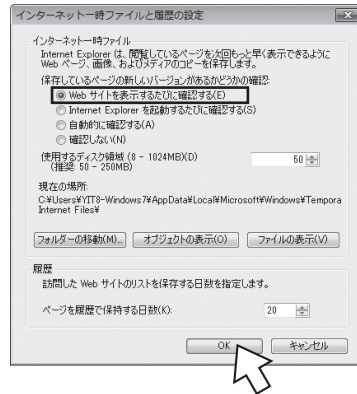 インターネット一時ファイルと履歴の設定
インターネット一時ファイル
Internet Explorer は、閲覧しているページを次回もっと早く表示できるように
Web ページ、画像、およびメディアのコピーを保存します。
保存しているページの新しいバージョンがあるかどうかの確認:
Web サイトを表示するたびに確認する(E)
Internet Explorer を起動するたびに確認する(S)
自動的に確認する(A)
確認しない(N)
使用するディスク領域 (8 - 1024MB)(D) 50
(推奨: 50 - 250MB)
現在の場所:
C:¥Users¥YIT8-Windows7¥AppData¥Local¥Microsoft¥Windows¥Tempora
Internet Files¥
フォルダーの移動(M)... オブジェクトの表示(O) ファイルの表示(V)
履歴
訪問した Web サイトのリストを保存する日数を指定します。
ページを履歴で保持する日数(K): 20
OK キャンセル